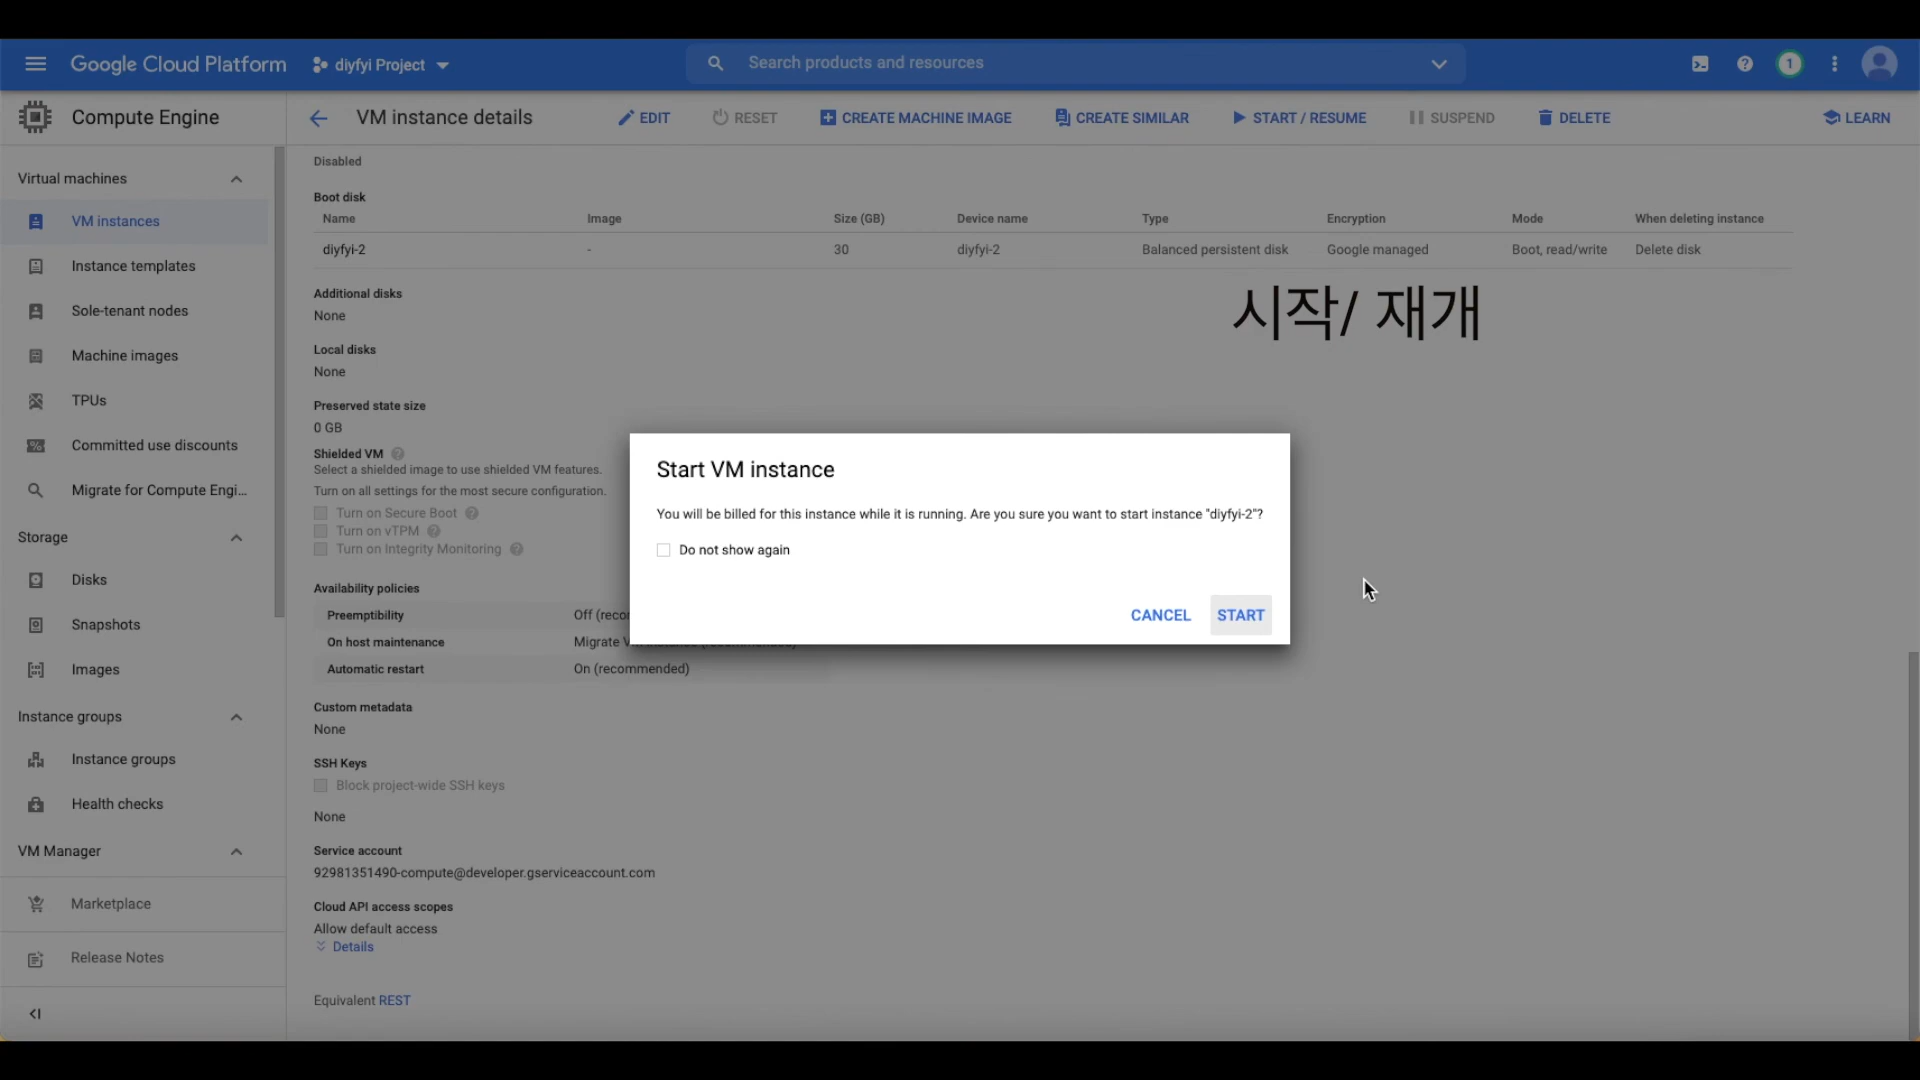 Google Cloud Platform
diyfyi Project
Search products and resources
1
Compute Engine
VM instance details
EDIT
RESET
CREATE MACHINE IMAGE
CREATE SIMILAR
START / RESUME
SUSPEND
DELETE
LEARN
Virtual machines
VM instances
Instance templates
Sole-tenant nodes
Machine images
TPUs
Committed use discounts
Migrate for Compute Engi...
Storage
Disks
Snapshots
Images
Instance groups
Instance groups
Health checks
VM Manager
Marketplace
Release Notes
Disabled
Boot disk
Name Image Size (GB) Device name Type Encryption Mode When deleting instance
diyfyi-2 - 30 diyfyi-2 Balanced persistent disk Google managed Boot, read/write Delete disk
시작/ 재개
Additional disks
None
Local disks
None
Preserved state size
0 GB
Shielded VM
Select a shielded image to use shielded VM features.
Turn on all settings for the most secure configuration.
Turn on Secure Boot
Turn on vTPM
Turn on Integrity Monitoring
Availability policies
Preemptibility Off
On host maintenance Migrate
Automatic restart On (recommended)
Custom metadata
None
SSH Keys
Block project-wide SSH keys
None
Service account
92981351490-compute@developer.gserviceaccount.com
Cloud API access scopes
Allow default access
Details
Equivalent REST
Start VM instance
You will be billed for this instance while it is running. Are you sure you want to start instance "diyfyi-2"?
Do not show again
CANCEL
START